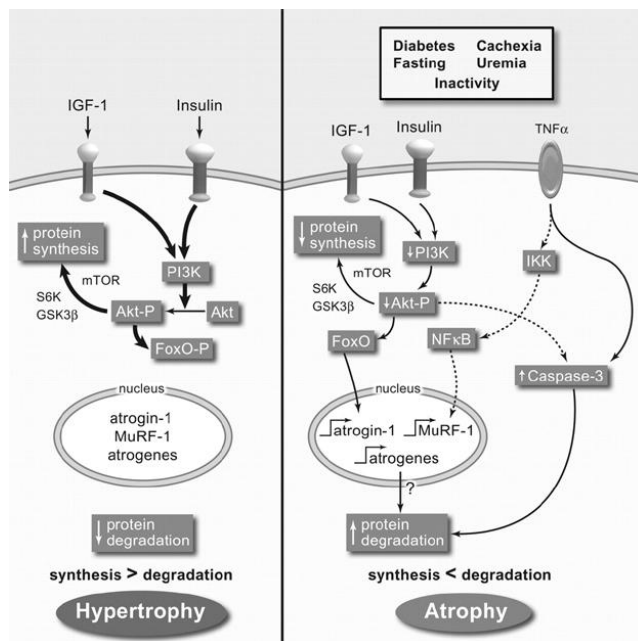 IGF-1
Insulin
↑ protein
synthesis
mTOR
S6K
GSK3β
PI3K
Akt-P
Akt
FoxO-P
nucleus
atrogin-1
MuRF-1
atrogenes
↓ protein
degradation
synthesis > degradation
Hypertrophy
Diabetes Cachexia
Fasting Uremia
Inactivity
IGF-1
Insulin
TNFα
↓ protein
synthesis
mTOR
S6K
GSK3β
↓PI3K
IKK
↓Akt-P
FoxO
NFκB
↑Caspase-3
nucleus
atrogin-1
MuRF-1
atrogenes
?
↑ protein
degradation
synthesis < degradation
Atrophy